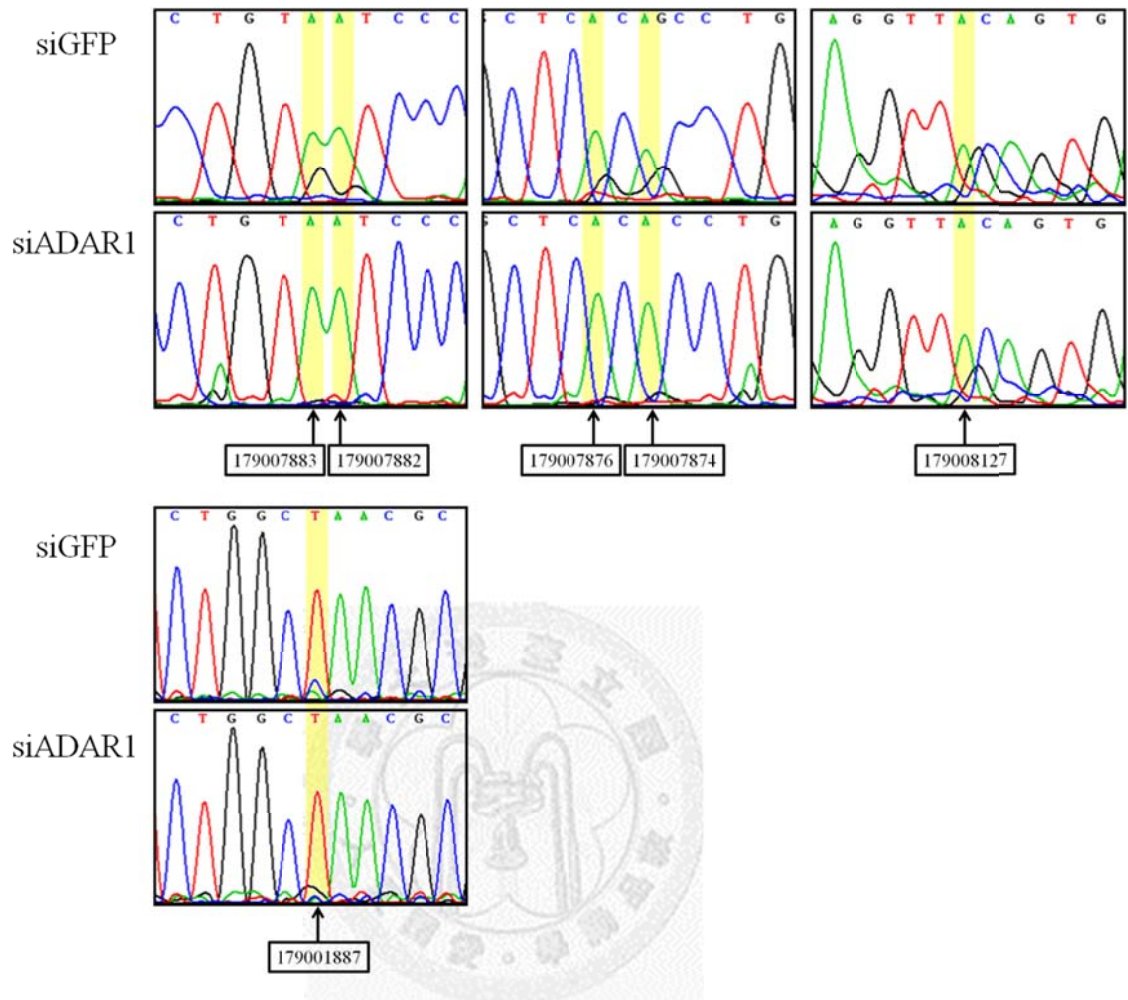 C T G T A A T C C C
G C T C A C A G C C T G
A G G T T A C A G T G
siGFP
C T G T A A T C C C
G C T C A C A C C T G
A G G T T A C A G T G
siADAR1
179007883
179007882
179007876
179007874
179008127
C T G G C T A A C G C
siGFP
C T G G C T A A C G C
siADAR1
179001887